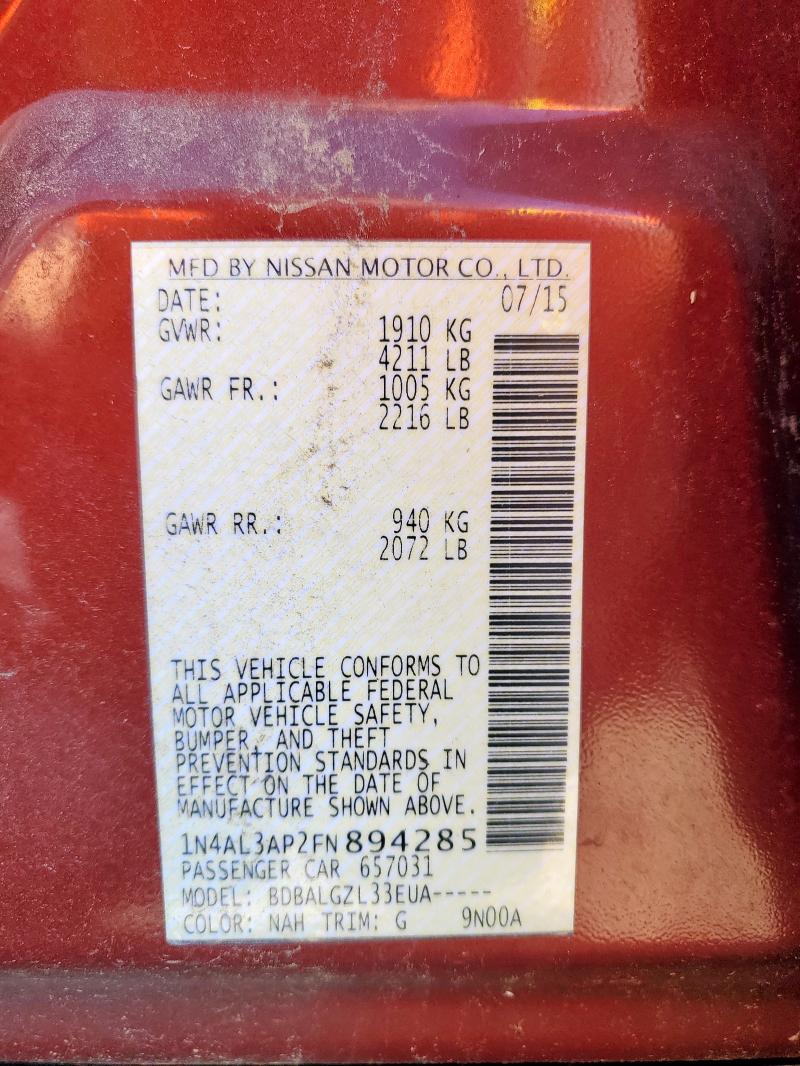 MFD BY NISSAN MOTOR CO., LTD.
DATE: 07/15
GVWR: 1910 KG
4211 LB
GAWR FR.: 1005 KG
2216 LB
GAWR RR.: 940 KG
2072 LB
THIS VEHICLE CONFORMS TO
ALL APPLICABLE FEDERAL
MOTOR VEHICLE SAFETY,
BUMPER, AND THEFT
PREVENTION STANDARDS IN
EFFECT ON THE DATE OF
MANUFACTURE SHOWN ABOVE.
1N4AL3AP2FN894285
PASSENGER CAR 657031
MODEL: BDBALGZL33EUA-----
COLOR: NAH TRIM: G 9N00A